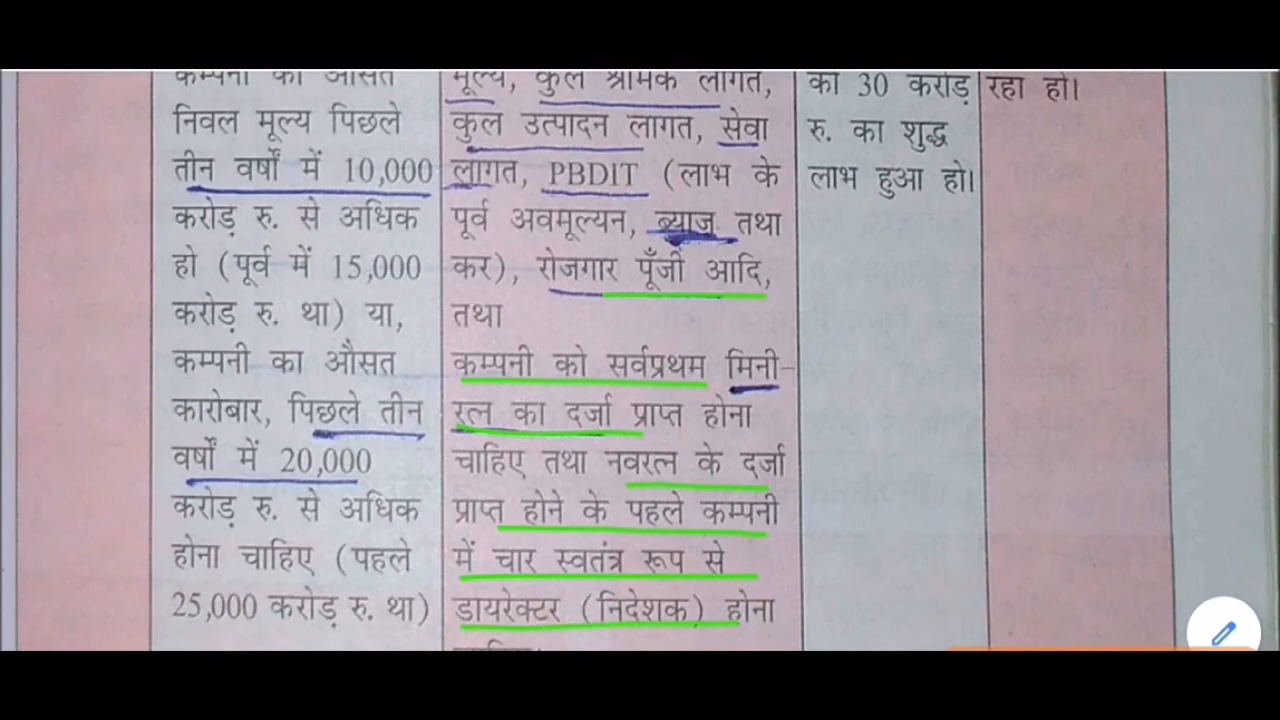 कम्पनी का औसत
निवल मूल्य पिछले
तीन वर्षों में 10,000
करोड़ रु. से अधिक
हो (पूर्व में 15,000
करोड़ रु. था) या,
कम्पनी का औसत
कारोबार, पिछले तीन
वर्षों में 20,000
करोड़ रु. से अधिक
होना चाहिए (पहले
25,000 करोड़ रु. था)
मूल्य, कुल श्रमिक लागत,
कुल उत्पादन लागत, सेवा
लागत, PBDIT (लाभ के
पूर्व अवमूल्यन, ब्याज तथा
कर), रोजगार पूँजी आदि,
तथा
कम्पनी को सर्वप्रथम मिनी-
रत्न का दर्जा प्राप्त होना
चाहिए तथा नवरत्न के दर्जा
प्राप्त होने के पहले कम्पनी
में चार स्वतंत्र रूप से
डायरेक्टर (निदेशक) होना
का 30 करोड़
रु. का शुद्ध
लाभ हुआ हो।
रहा हो।